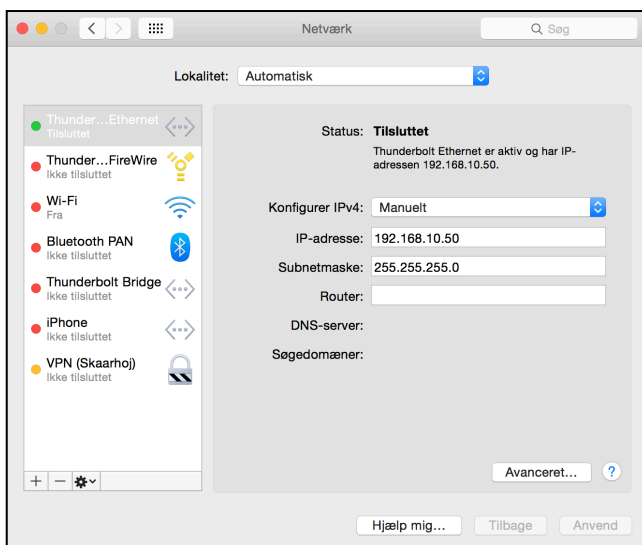 Netværk
Søg
Lokalitet: Automatisk
Thunder…Ethernet
Tilsluttet
Thunder…FireWire
Ikke tilsluttet
Wi-Fi
Fra
Bluetooth PAN
Ikke tilsluttet
Thunderbolt Bridge
Ikke tilsluttet
iPhone
Ikke tilsluttet
VPN (Skaarhoj)
Ikke tilsluttet
Status: Tilsluttet
Thunderbolt Ethernet er aktiv og har IP-
adressen 192.168.10.50.
Konfigurer IPv4: Manuelt
IP-adresse: 192.168.10.50
Subnetmaske: 255.255.255.0
Router:
DNS-server:
Søgedomæner:
Avanceret… ?
Hjælp mig… Tilbage Anvend